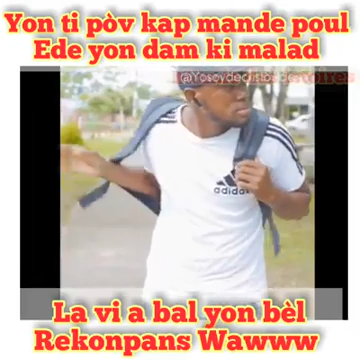 Yon ti pòv kap mande poul
Ede yon dam ki malad
@Yosoydeclistories
adidas
La vi a bal yon bèl
Rekonpans Wawww